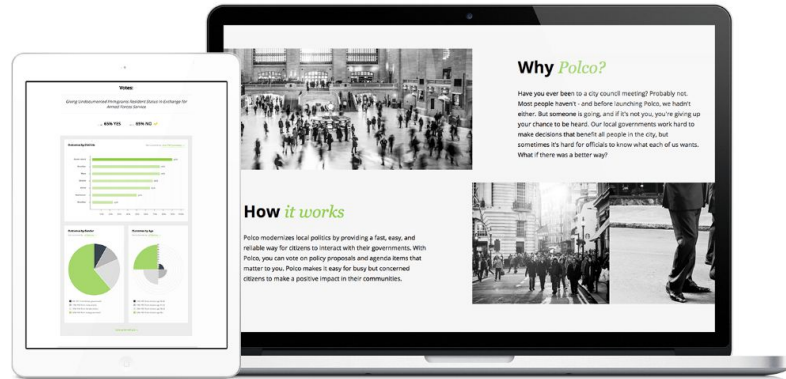 Votes:
Giving Undocumented Immigrants Resident Status in Exchange for
Armed Forces Service
65% YES
35% NO
Why Polco?
Have you ever been to a city council meeting? Probably not.
Most people haven't - and before launching Polco, we hadn't
either. But someone is going, and if it's not you, you're giving up
your chance to be heard. Our local governments work hard to
make decisions that benefit all people in the city, but
sometimes it's hard for officials to know what each of us wants.
What if there was a better way?
How it works
Polco modernizes local politics by providing a fast, easy, and
reliable way for citizens to interact with their governments. With
Polco, you can vote on policy proposals and agenda items that
matter to you. Polco makes it easy for busy but concerned
citizens to make a positive impact in their communities.